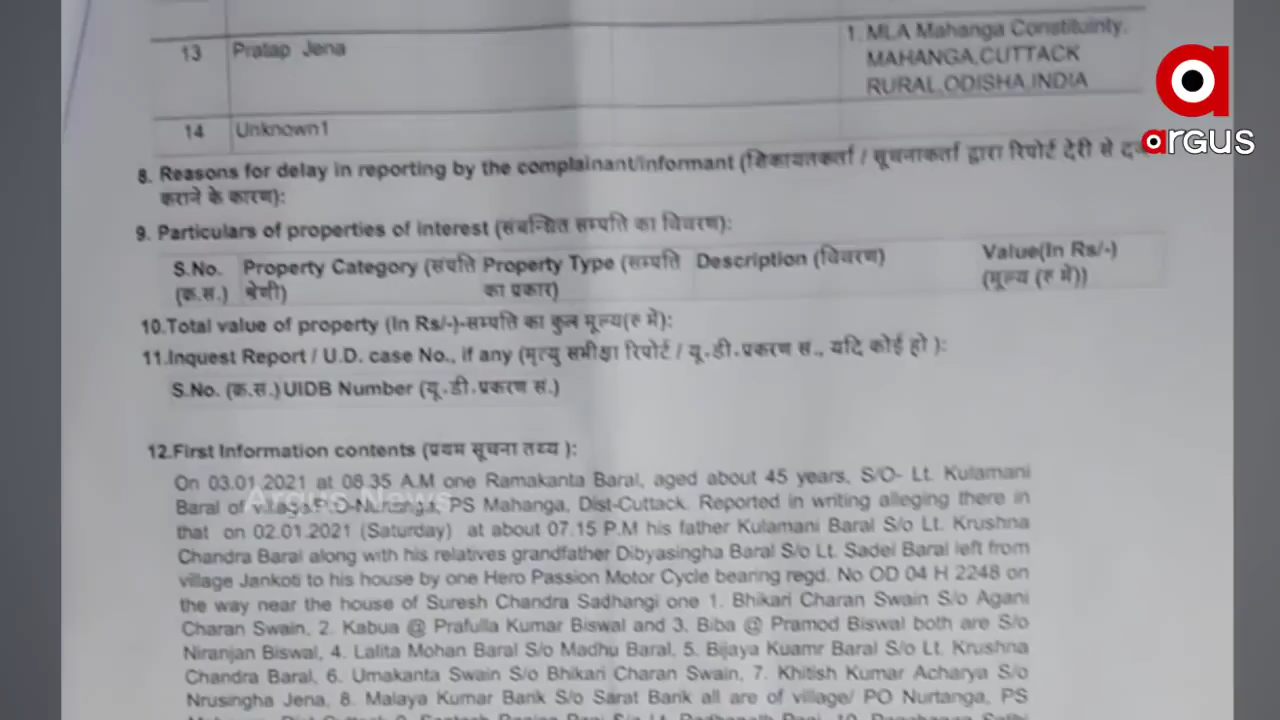 13 Pratap Jena 1. MLA Mahanga Constituinty,
MAHANGA,CUTTACK
RURAL,ODISHA,INDIA
14 Unknown1
argus
8. Reasons for delay in reporting by the complainant/informant (शिकायतकर्ता / सूचनाकर्ता द्वारा रिपोर्ट देरी से
कराने के कारण):
9. Particulars of properties of interest (संबन्धित सम्पत्ति का विवरण):
S.No. Property Category (संपत्ति Property Type (सम्पत्ति Description (विवरण) Value(In Rs/-)
(क.स.) श्रेणी) का प्रकार) (मूल्य (रु में))
10.Total value of property (In Rs/-)-सम्पत्ति का कुल मूल्य(रु में):
11.Inquest Report / U.D. case No., if any (मृत्यु समीक्षा रिपोर्ट / यू.डी.प्रकरण सं., यदि कोई हो ):
S.No. (क.स.) UIDB Number (यू.डी.प्रकरण सं.)
12.First Information contents (प्रथम सूचना तथ्य ):
On 03.01.2021 at 08.35 A.M one Ramakanta Baral, aged about 45 years, S/O- Lt. Kulamani
Argus News
Baral of village/P.O-Nurtanga, PS Mahanga, Dist-Cuttack. Reported in writing alleging there in
that on 02.01.2021 (Saturday) at about 07.15 P.M his father Kulamani Baral S/o Lt. Krushna
Chandra Baral along with his relatives grandfather Dibyasingha Baral S/o Lt. Sadei Baral left from
village Jankoti to his house by one Hero Passion Motor Cycle bearing regd. No OD 04 H 2248 on
the way near the house of Suresh Chandra Sadhangi one 1. Bhikari Charan Swain S/o Agani
Charan Swain, 2. Kabua @ Prafulla Kumar Biswal and 3. Biba @ Pramod Biswal both are S/o
Niranjan Biswal, 4. Lalita Mohan Baral S/o Madhu Baral, 5. Bijaya Kuamr Baral S/o Lt. Krushna
Chandra Baral, 6. Umakanta Swain S/o Bhikari Charan Swain, 7. Khitish Kumar Acharya S/o
Nrusingha Jena, 8. Malaya Kumar Bank S/o Sarat Bank all are of village/ PO Nurtanga, PS